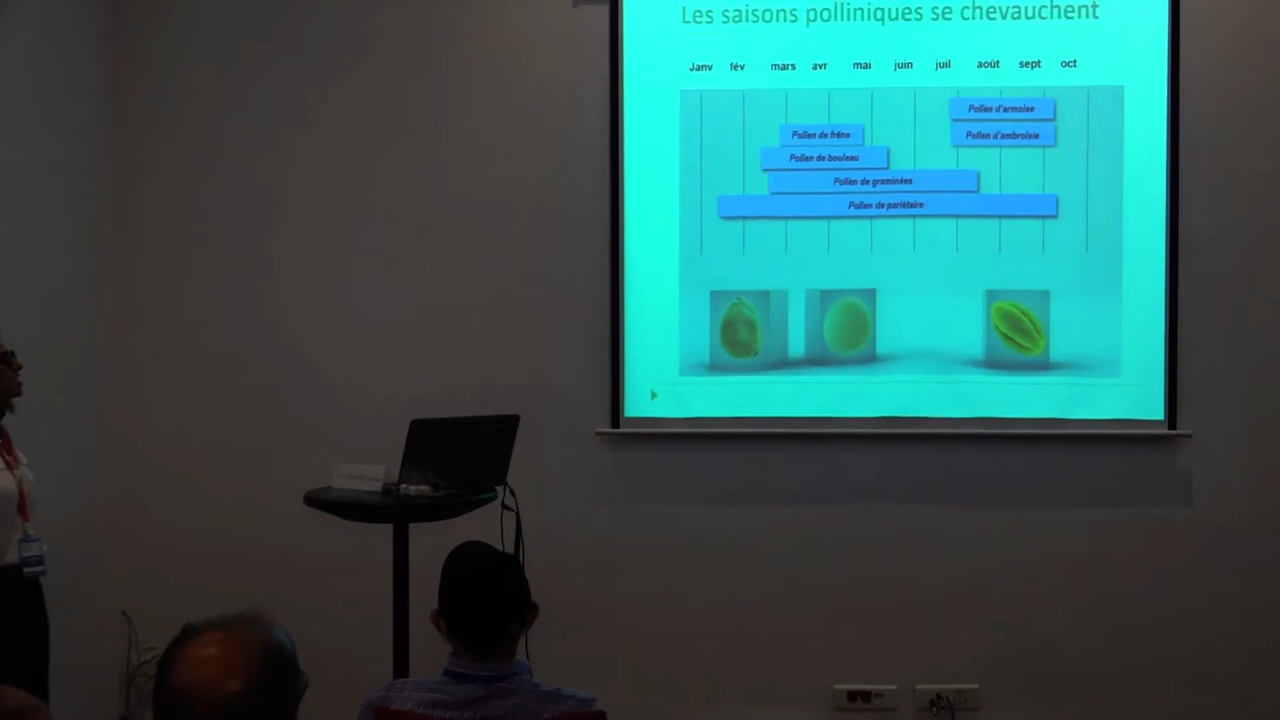 Les saisons polliniques se chevauchent
Janv fév mars avr mai juin juil août sept oct
Pollen d'armoise
Pollen de frêne Pollen d'ambroisie
Pollen de bouleau
Pollen de graminées
Pollen de pariétaire